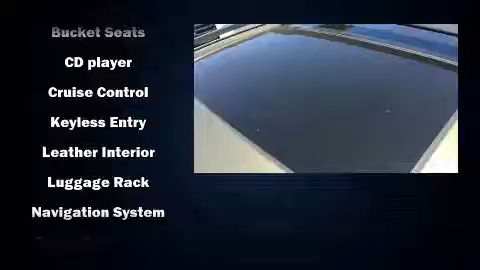 Bucket Seats
CD player
Cruise Control
Keyless Entry
Leather Interior
Luggage Rack
Navigation System